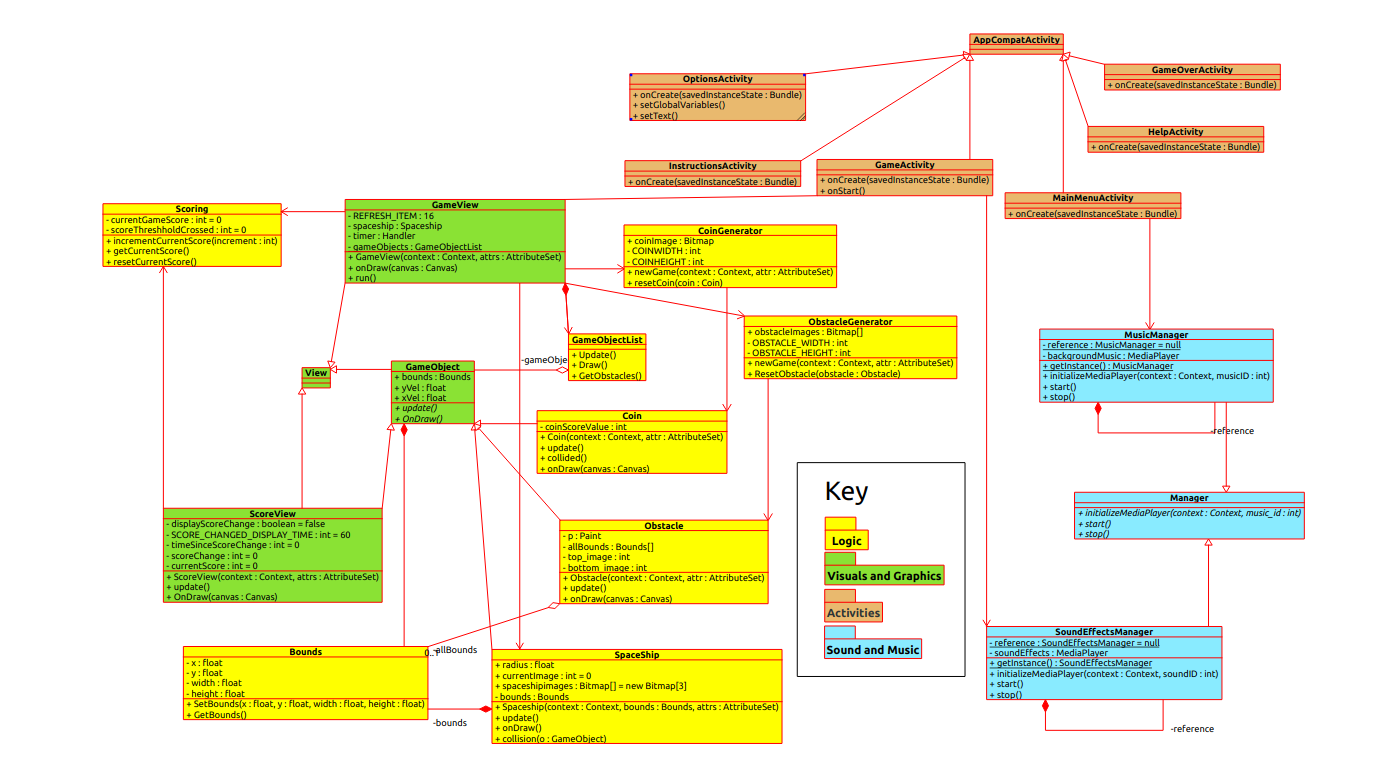 AppCompatActivity
OptionsActivity
+ onCreate(savedInstanceState : Bundle)
+ setGlobalVariables()
+ setText()
GameOverActivity
+ onCreate(savedInstanceState : Bundle)
HelpActivity
+ onCreate(savedInstanceState : Bundle)
InstructionsActivity
+ onCreate(savedInstanceState : Bundle)
GameActivity
+ onCreate(savedInstanceState : Bundle)
+ onStart()
MainMenuActivity
+ onCreate(savedInstanceState : Bundle)
Scoring
- currentGameScore : int = 0
- scoreThreshholdCrossed : int = 0
+ incrementCurrentScore(increment : int)
+ getCurrentScore()
+ resetCurrentScore()
GameView
- REFRESH_ITEM : 16
- spaceship : Spaceship
- timer : Handler
- gameObjects : GameObjectList
+ GameView(context : Context, attrs : AttributeSet)
+ onDraw(canvas : Canvas)
+ run()
CoinGenerator
+ coinImage : Bitmap
- COINWIDTH : int
- COINHEIGHT : int
+ newGame(context : Context, attr : AttributeSet)
+ resetCoin(coin : Coin)
ObstacleGenerator
+ obstacleImages : Bitmap[]
- OBSTACLE_WIDTH : int
- OBSTACLE_HEIGHT : int
+ newGame(context : Context, attr : AttributeSet)
+ ResetObstacle(obstacle : Obstacle)
GameObjectList
+ Update()
+ Draw()
+ GetObstacles()
-gameObje
View
GameObject
+ bounds : Bounds
+ yVel : float
+ xVel : float
+ update()
+ OnDraw()
MusicManager
- reference : MusicManager = null
- backgroundMusic : MediaPlayer
+ getInstance() : MusicManager
+ initializeMediaPlayer(context : Context, musicID : int)
+ start()
+ stop()
-reference
Coin
- coinScoreValue : int
+ Coin(context : Context, attr : AttributeSet)
+ update()
+ collided()
+ onDraw(canvas : Canvas)
Key
Logic
Visuals and Graphics
Activities
Sound and Music
Manager
+ initializeMediaPlayer(context : Context, music_id : int)
+ start()
+ stop()
ScoreView
- displayScoreChange : boolean = false
- SCORE_CHANGED_DISPLAY_TIME : int = 60
- timeSinceScoreChange : int = 0
- scoreChange : int = 0
- currentScore : int = 0
+ ScoreView(context : Context, attrs : AttributeSet)
+ update()
+ OnDraw(canvas : Canvas)
Obstacle
- p : Paint
- allBounds : Bounds[]
- top_image : int
- bottom_image : int
+ Obstacle(context : Context, attr : AttributeSet)
+ update()
+ onDraw(canvas : Canvas)
-allBounds
Bounds
- x : float
- y : float
- width : float
- height : float
+ SetBounds(x : float, y : float, width : float, height : float)
+ GetBounds()
-bounds
SpaceShip
+ radius : float
+ currentImage : int = 0
+ spaceshipimages : Bitmap[] = new Bitmap[3]
- bounds : Bounds
+ Spaceship(context : Context, bounds : Bounds, attrs : AttributeSet)
+ update()
+ onDraw()
+ collision(o : GameObject)
SoundEffectsManager
- reference : SoundEffectsManager = null
- soundEffects : MediaPlayer
+ getInstance() : SoundEffectsManager
+ initializeMediaPlayer(context : Context, soundID : int)
+ start()
+ stop()
-reference